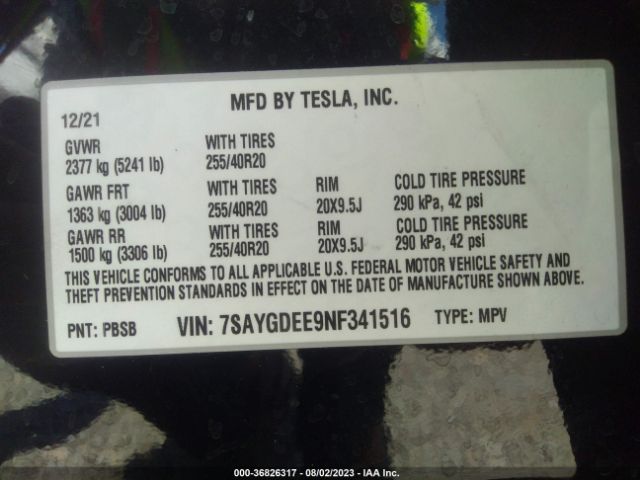 MFD BY TESLA, INC.
12/21
GVWR WITH TIRES
2377 kg (5241 lb) 255/40R20
GAWR FRT WITH TIRES RIM COLD TIRE PRESSURE
1363 kg (3004 lb) 255/40R20 20X9.5J 290 kPa, 42 psi
GAWR RR WITH TIRES RIM COLD TIRE PRESSURE
1500 kg (3306 lb) 255/40R20 20X9.5J 290 kPa, 42 psi
THIS VEHICLE CONFORMS TO ALL APPLICABLE U.S. FEDERAL MOTOR VEHICLE SAFETY AND
THEFT PREVENTION STANDARDS IN EFFECT ON THE DATE OF MANUFACTURE SHOWN ABOVE.
PNT: PBSB VIN: 7SAYGDEE9NF341516 TYPE: MPV
000-36826317 - 08/02/2023 - IAA Inc.